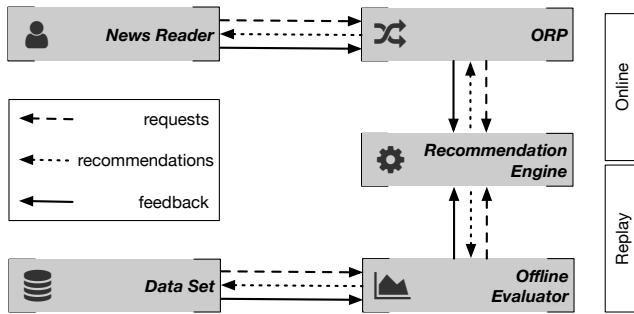 News Reader
ORP
Online
requests
recommendations
feedback
Recommendation
Engine
Replay
Data Set
Offline
Evaluator